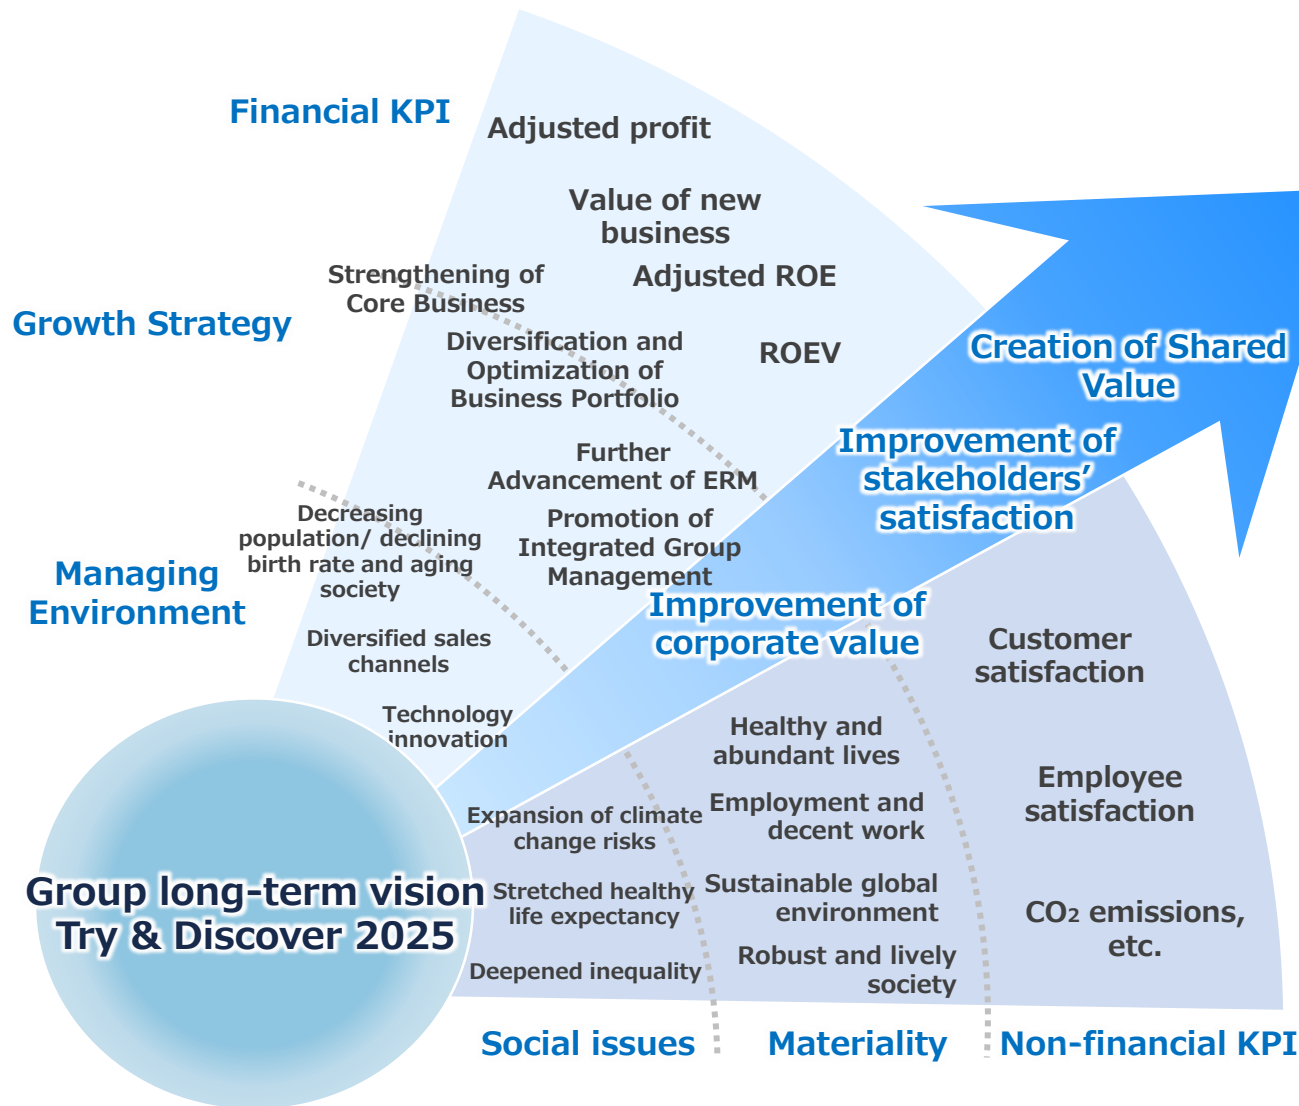 Financial KPI
Adjusted profit
Value of new
business
Adjusted ROE
ROEV
Growth Strategy
Strengthening of
Core Business
Diversification and
Optimization of
Business Portfolio
Further
Advancement of ERM
Promotion of
Integrated Group
Management
Managing
Environment
Decreasing
population/ declining
birth rate and aging
society
Diversified sales
channels
Technology
innovation
Creation of Shared
Value
Improvement of
stakeholders’
satisfaction
Improvement of
corporate value
Group long-term vision
Try & Discover 2025
Expansion of climate
change risks
Stretched healthy
life expectancy
Deepened inequality
Social issues
Healthy and
abundant lives
Employment and
decent work
Sustainable global
environment
Robust and lively
society
Materiality
Customer
satisfaction
Employee
satisfaction
CO₂ emissions,
etc.
Non-financial KPI